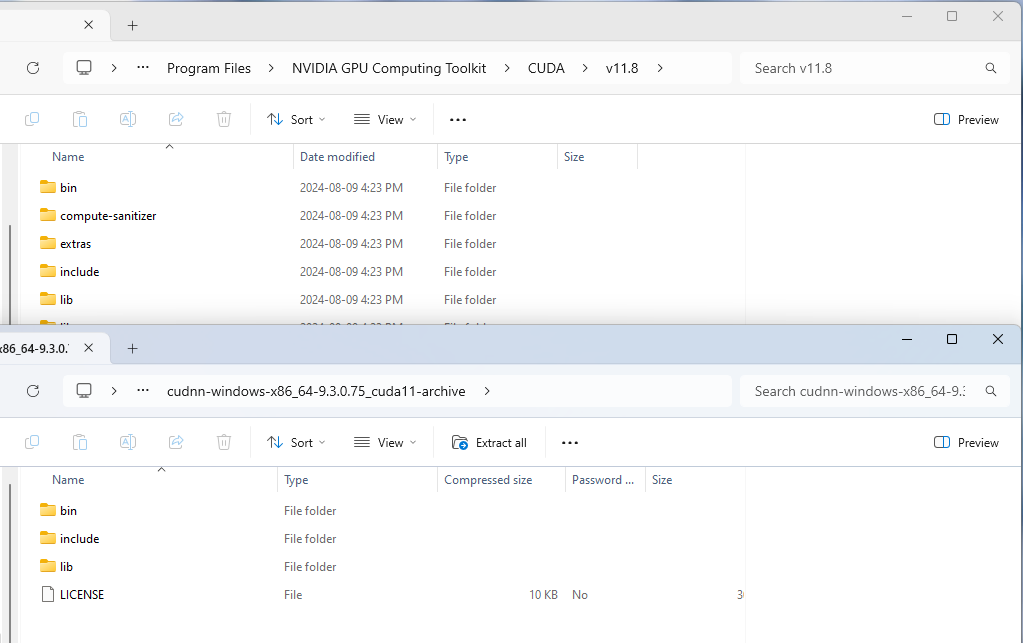 ... Program Files > NVIDIA GPU Computing Toolkit > CUDA > v11.8 > Search v11.8
Sort View ... Preview
Name Date modified Type Size
bin 2024-08-09 4:23 PM File folder
compute-sanitizer 2024-08-09 4:23 PM File folder
extras 2024-08-09 4:23 PM File folder
include 2024-08-09 4:23 PM File folder
lib 2024-08-09 4:23 PM File folder
x86_64-9.3.0.
... cudnn-windows-x86_64-9.3.0.75_cuda11-archive > Search cudnn-windows-x86_64-9.3.
Sort View Extract all ... Preview
Name Type Compressed size Password ... Size
bin File folder
include File folder
lib File folder
LICENSE File 10 KB No